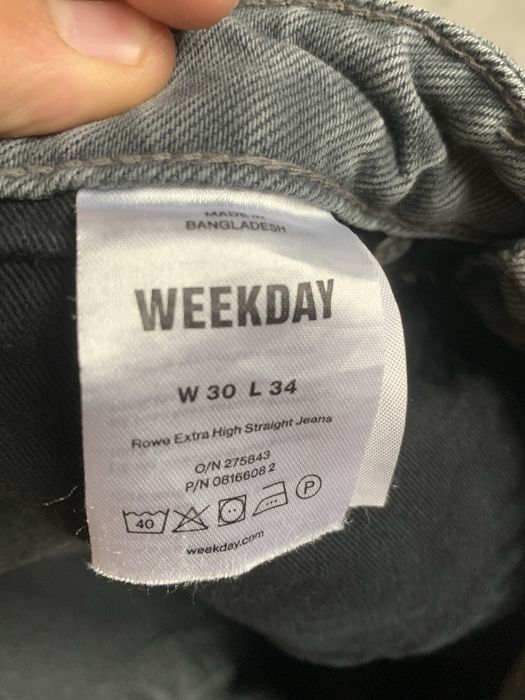 MADE IN
BANGLADESH
WEEKDAY
W 30 L 34
Rowe Extra High Straight Jeans
O/N 275843
P/N 0816608 2
40
P
weekday.com